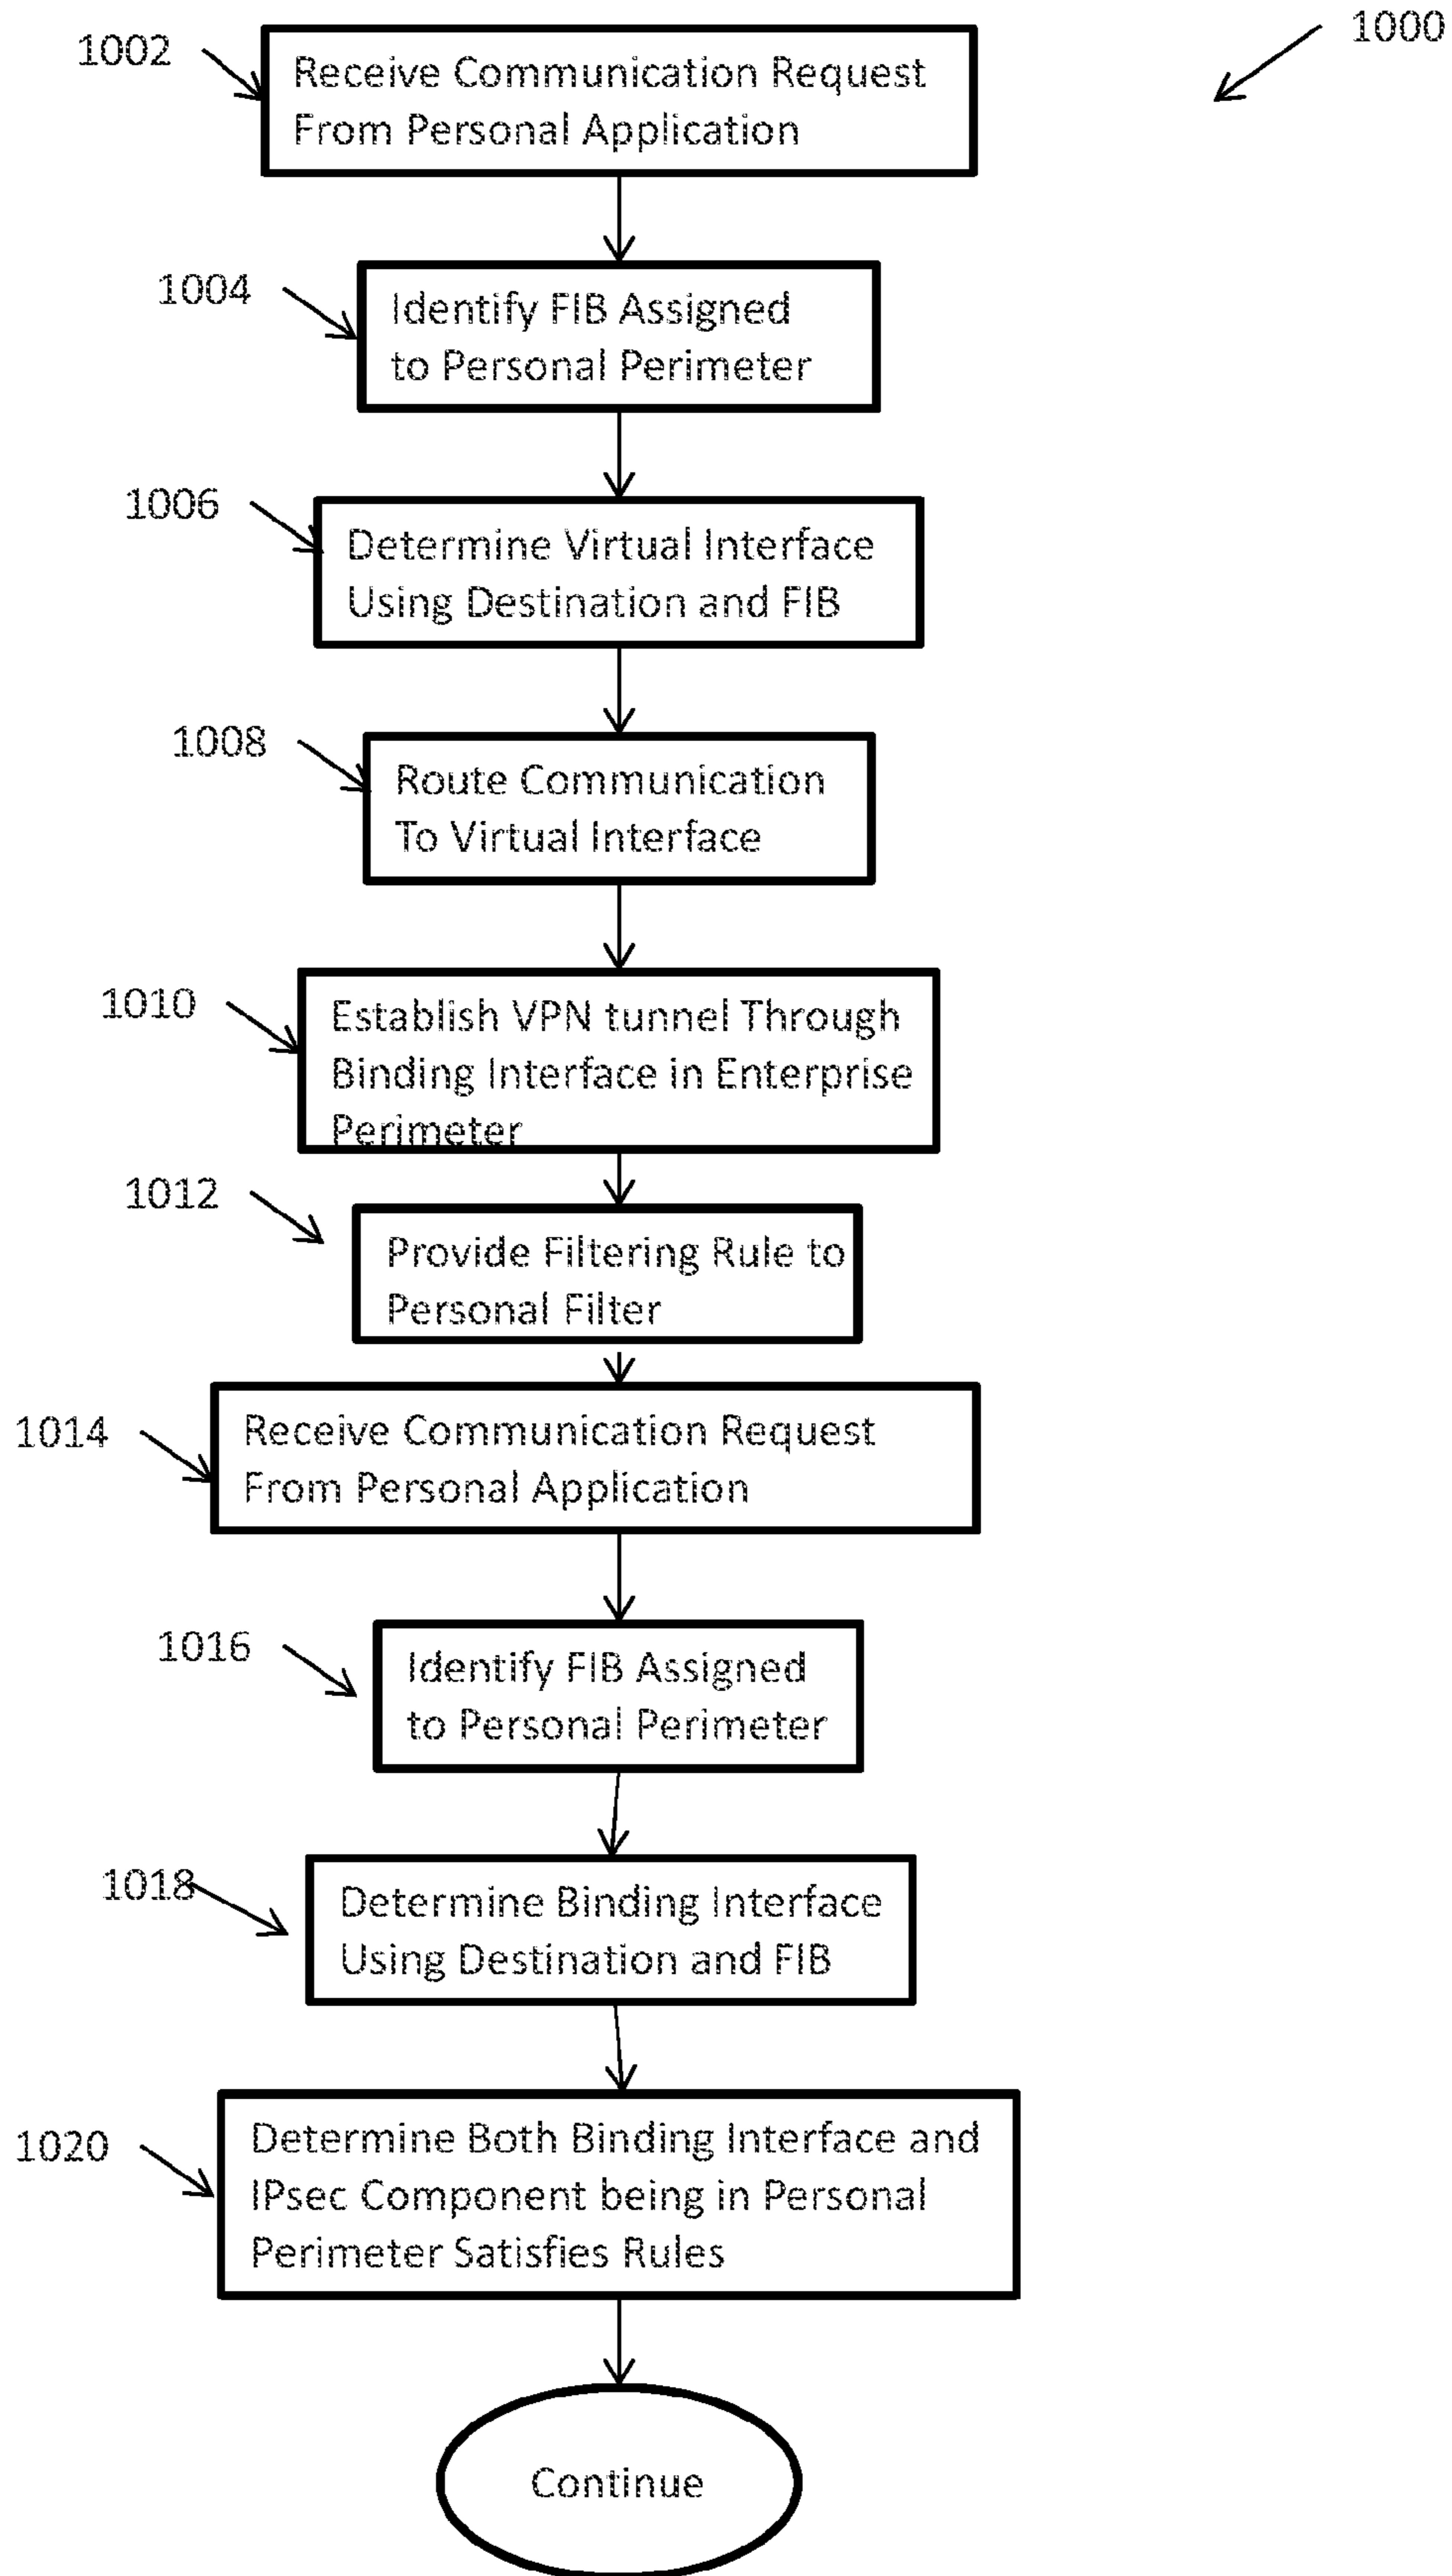 1000
1002
Receive Communication Request
From Personal Application
1004
Identify FIB Assigned
to Personal Perimeter
1006
Determine Virtual Interface
Using Destination and FIB
1008
Route Communication
To Virtual Interface
1010
Establish VPN tunnel Through
Binding Interface in Enterprise
Perimeter
1012
Provide Filtering Rule to
Personal Filter
1014
Receive Communication Request
From Personal Application
1016
Identify FIB Assigned
to Personal Perimeter
1018
Determine Binding Interface
Using Destination and FIB
1020
Determine Both Binding Interface and
IPsec Component being in Personal
Perimeter Satisfies Rules
Continue